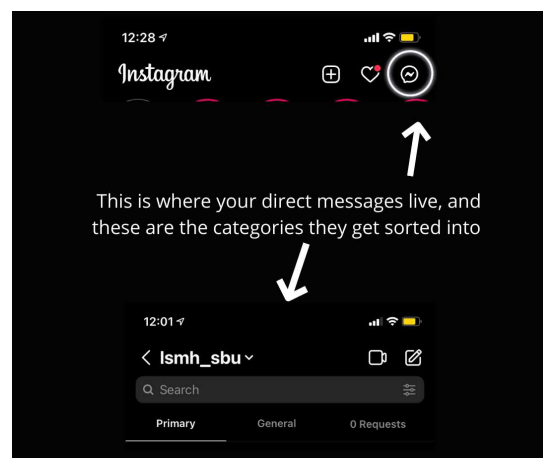 12:28
Instagram
This is where your direct messages live, and
these are the categories they get sorted into
12:01
lsmh_sbu
Search
Primary General 0 Requests